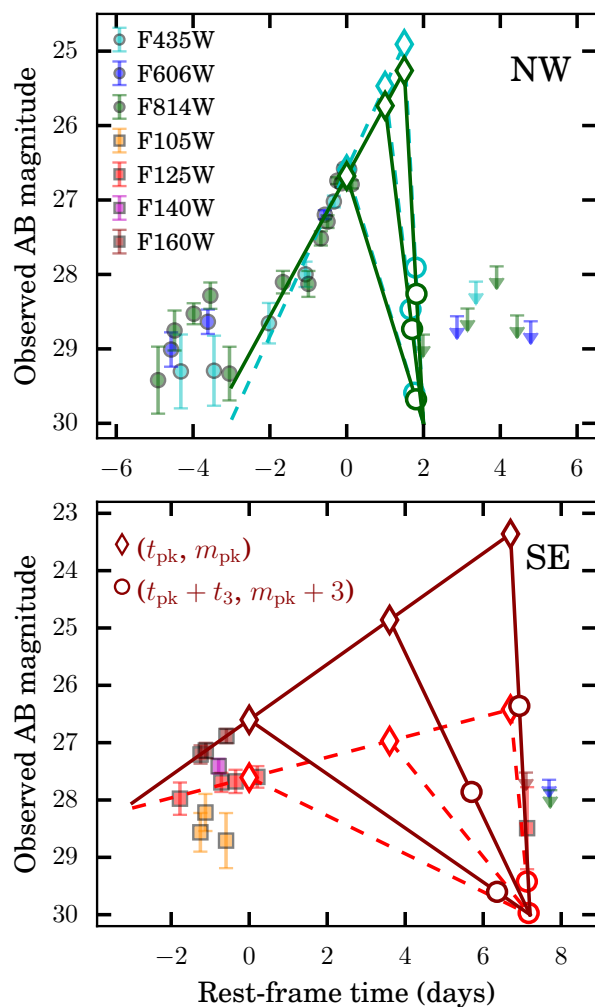 25
26
27
28
29
30
Observed AB magnitude
F435W
F606W
F814W
F105W
F125W
F140W
F160W
NW
−6 −4 −2 0 2 4 6
23
24
25
26
27
28
29
30
Observed AB magnitude
(t_pk, m_pk)
(t_pk + t_3, m_pk + 3)
SE
−2 0 2 4 6 8
Rest-frame time (days)